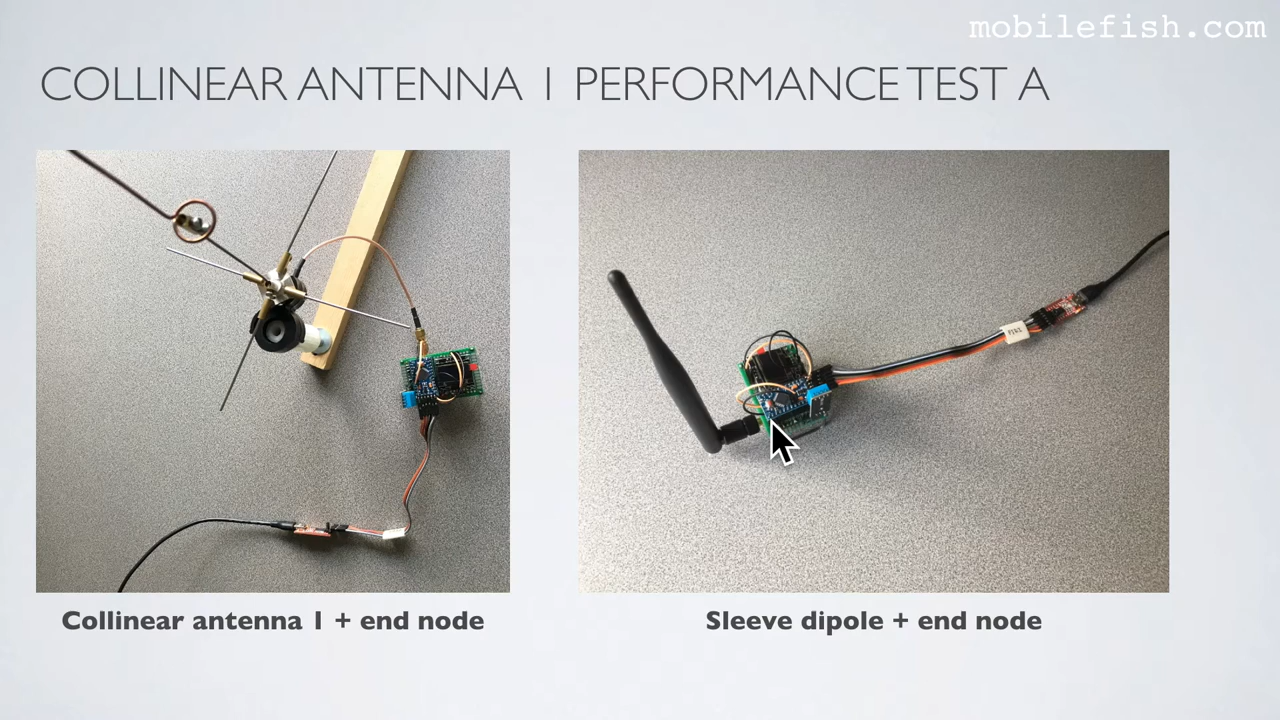 mobilefish.com
COLLINEAR ANTENNA 1 PERFORMANCE TEST A
Collinear antenna 1 + end node
Sleeve dipole + end node